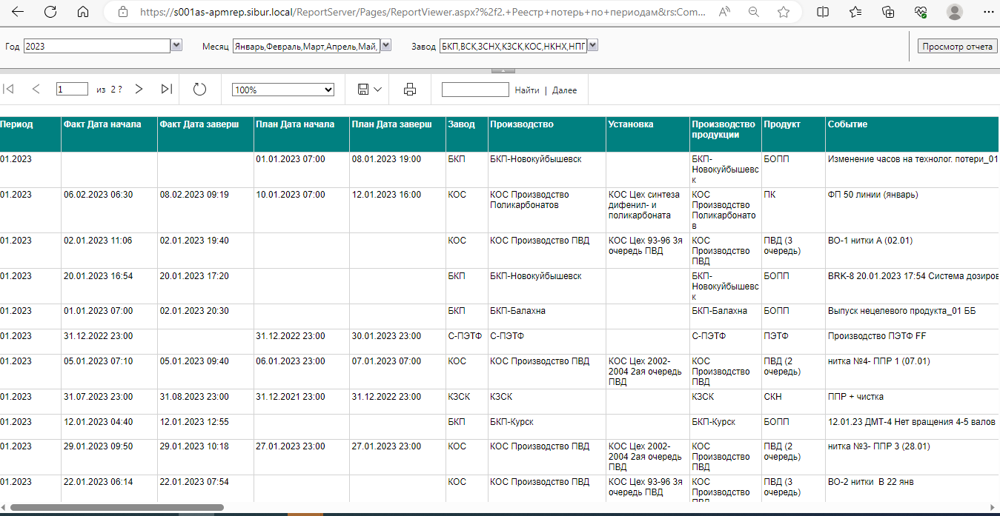 https://s001as-apmrep.sibur.local/ReportServer/Pages/ReportViewer.aspx?%2f2.+Реестр+потерь+по+периодам&rs:Com...
Год 2023 Месяц Январь,Февраль,Март,Апрель,Май, Завод БКП,ВСК,ЗСНХ,КЗСК,КОС,НКНХ,НПГ Просмотр отчета
1 из 2 ? 100% Найти | Далее
Период Факт Дата начала Факт Дата заверш План Дата начала План Дата заверш Завод Производство Установка Производство Продукт Событие
продукции
01.2023 01.01.2023 07:00 08.01.2023 19:00 БКП БКП-Новокуйбышевск БКП- БОПП Изменение часов на технолог. потери_01
Новокуйбышевс
к
01.2023 06.02.2023 06:30 08.02.2023 09:19 10.01.2023 07:00 12.01.2023 16:00 КОС КОС Производство КОС Цех синтеза КОС ПК ФП 50 линии (январь)
Поликарбонатов дифенил- и Производство
поликарбоната Поликарбонато
в
01.2023 02.01.2023 11:06 02.01.2023 19:40 КОС КОС Производство ПВД КОС Цех 93-96 3я КОС ПВД (3 ВО-1 нитки А (02.01)
очередь ПВД Производство очередь)
ПВД
01.2023 20.01.2023 16:54 20.01.2023 17:20 БКП БКП-Новокуйбышевск БКП- БОПП BRK-8 20.01.2023 17:54 Система дозиров
Новокуйбышевс
к
01.2023 01.01.2023 07:00 02.01.2023 20:30 БКП БКП-Балахна БКП-Балахна БОПП Выпуск нецелевого продукта_01 ББ
01.2023 31.12.2022 23:00 31.12.2022 23:00 30.01.2023 23:00 С-ПЭТФ С-ПЭТФ С-ПЭТФ ПЭТФ Производство ПЭТФ FF
01.2023 05.01.2023 07:10 05.01.2023 09:40 06.01.2023 23:00 07.01.2023 07:00 КОС КОС Производство ПВД КОС Цех 2002- КОС ПВД (2 нитка №4- ППР 1 (07.01)
2004 2ая очередь Производство очередь)
ПВД ПВД
01.2023 31.07.2023 23:00 31.08.2023 23:00 31.12.2021 23:00 31.12.2022 23:00 КЗСК КЗСК КЗСК СКН ППР + чистка
01.2023 12.01.2023 04:40 12.01.2023 12:55 БКП БКП-Курск БКП-Курск БОПП 12.01.23 ДМТ-4 Нет вращения 4-5 валов
01.2023 29.01.2023 09:50 29.01.2023 10:18 27.01.2023 23:00 27.01.2023 23:00 КОС КОС Производство ПВД КОС Цех 2002- КОС ПВД (2 нитка №3- ППР 3 (28.01)
2004 2ая очередь Производство очередь)
ПВД ПВД
01.2023 22.01.2023 06:14 22.01.2023 07:54 КОС КОС Производство ПВД КОС Цех 93-96 3я КОС ПВД (3 ВО-2 нитки В 22 янв
очередь ПВД Производство очередь)